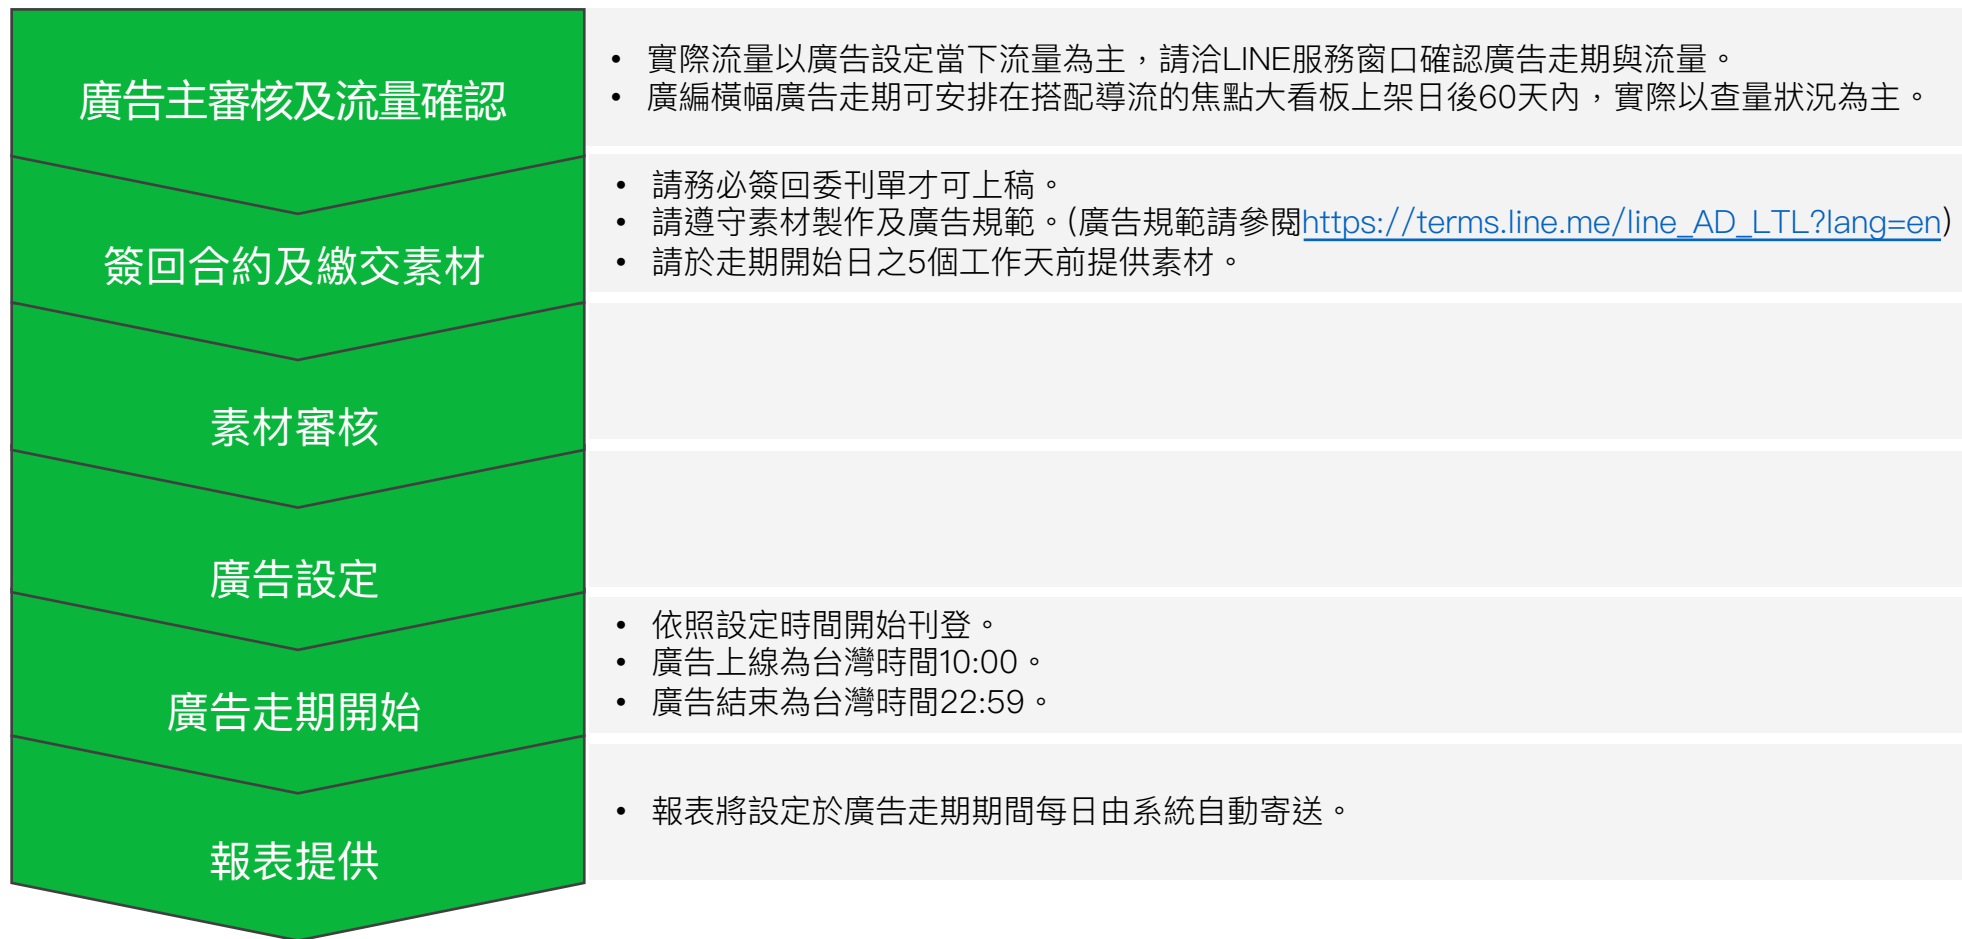 廣告主審核及流量確認
• 實際流量以廣告設定當下流量為主，請洽LINE服務窗口確認廣告走期與流量。
• 廣編橫幅廣告走期可安排在搭配導流的焦點大看板上架日後60天內，實際以查量狀況為主。
簽回合約及繳交素材
• 請務必簽回委刊單才可上稿。
• 請遵守素材製作及廣告規範。(廣告規範請參閱https://terms.line.me/line_AD_LTL?lang=en)
• 請於走期開始日之5個工作天前提供素材。
素材審核
廣告設定
廣告走期開始
• 依照設定時間開始刊登。
• 廣告上線為台灣時間10:00。
• 廣告結束為台灣時間22:59。
報表提供
• 報表將設定於廣告走期期間每日由系統自動寄送。